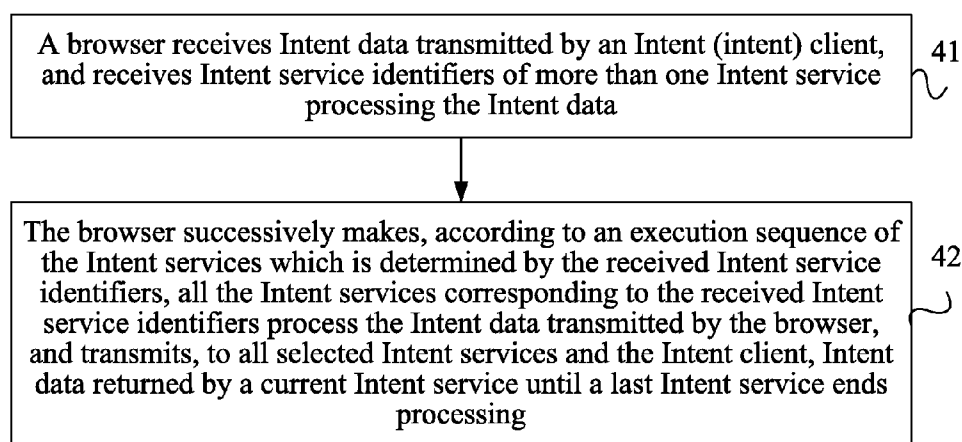 A browser receives Intent data transmitted by an Intent (intent) client,
and receives Intent service identifiers of more than one Intent service
processing the Intent data
41
The browser successively makes, according to an execution sequence of
the Intent services which is determined by the received Intent service
identifiers, all the Intent services corresponding to the received Intent
service identifiers process the Intent data transmitted by the browser,
and transmits, to all selected Intent services and the Intent client, Intent
data returned by a current Intent service until a last Intent service ends
processing
42